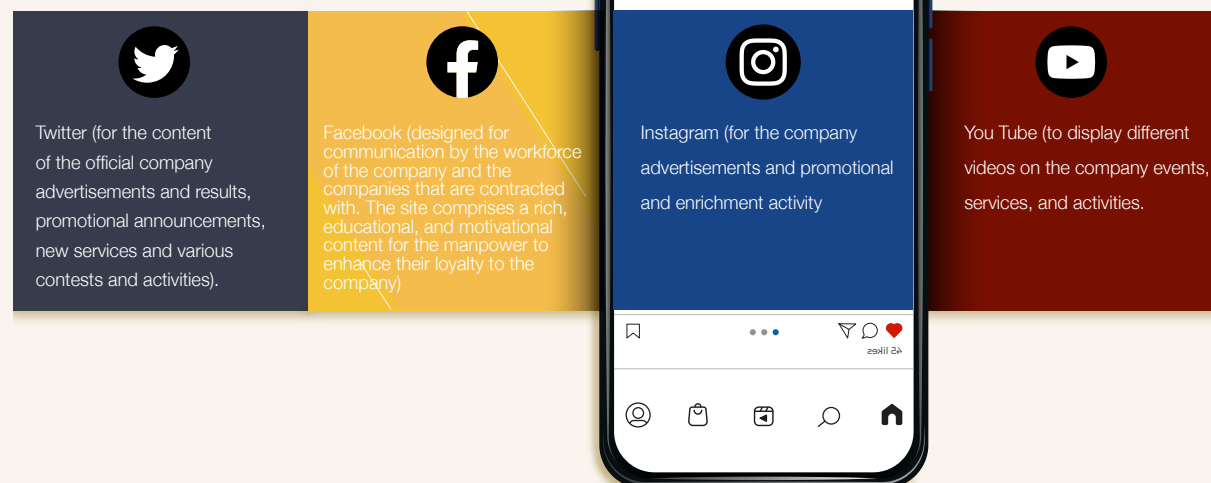 Twitter (for the content
of the official company
advertisements and results,
promotional announcements,
new services and various
contests and activities).
Facebook (designed for
communication by the workforce
of the company and the
companies that are contracted
with. The site comprises a rich,
educational, and motivational
content for the manpower to
enhance their loyalty to the
company)
Instagram (for the company
advertisements and promotional
and enrichment activity
You Tube (to display different
videos on the company events,
services, and activities.
45 likes